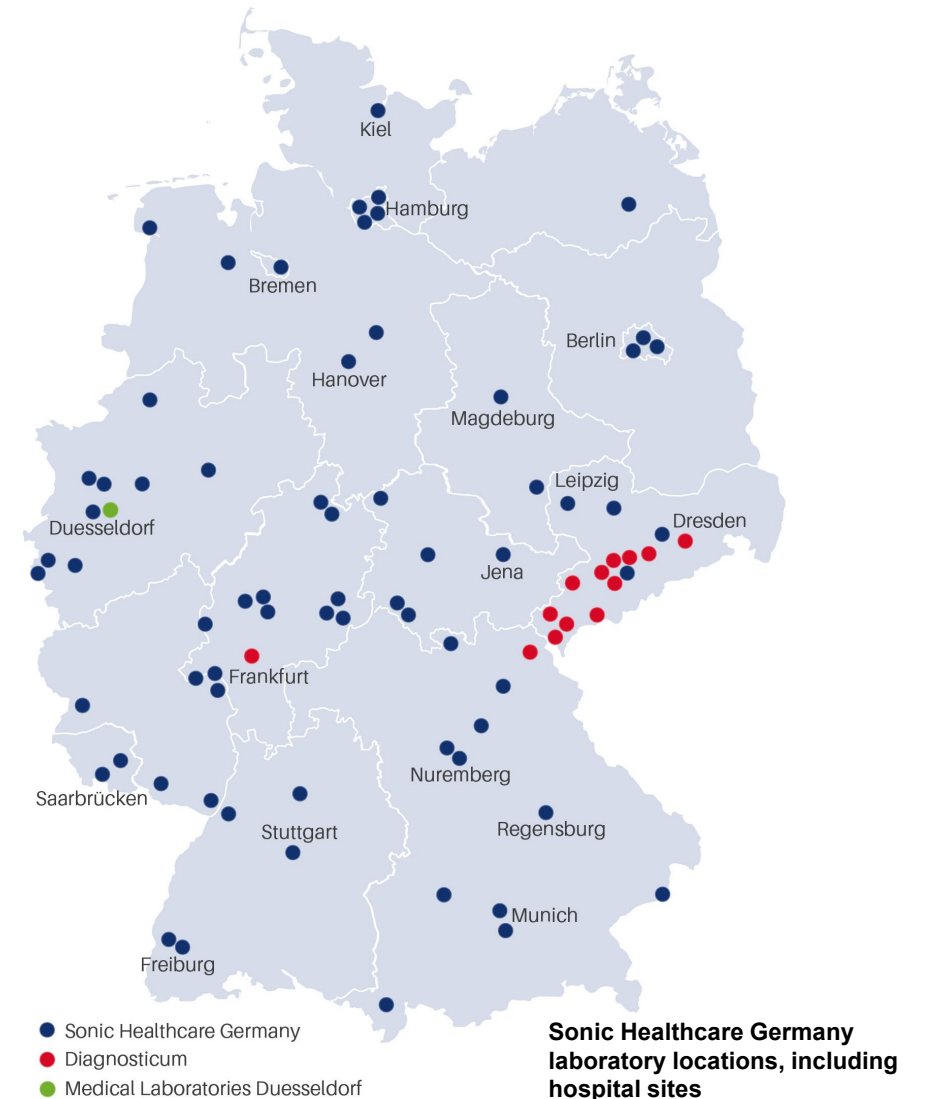 Kiel
Hamburg
Bremen
Berlin
Hanover
Magdeburg
Leipzig
Duesseldorf
Dresden
Jena
Frankfurt
Nuremberg
Saarbrücken
Stuttgart
Regensburg
Munich
Freiburg
Sonic Healthcare Germany
Diagnosticum
Medical Laboratories Duesseldorf
Sonic Healthcare Germany
laboratory locations, including
hospital sites